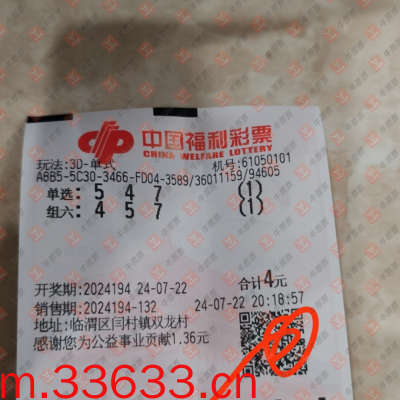 中国福利彩票
CHINA WELFARE LOTTERY
玩法:3D-单式 机号:61050101
A8B5-5C30-3466-FD04-3589/36011159/94605
单选: 5 4 7 (1)
组六: 4 5 7 (1)
开奖期:2024194 24-07-22 合计4元
销售期:2024194-132 24-07-22 20:18:57
地址:临渭区闫村镇双龙村
感谢您为公益事业贡献1.36元
m.33633.cn